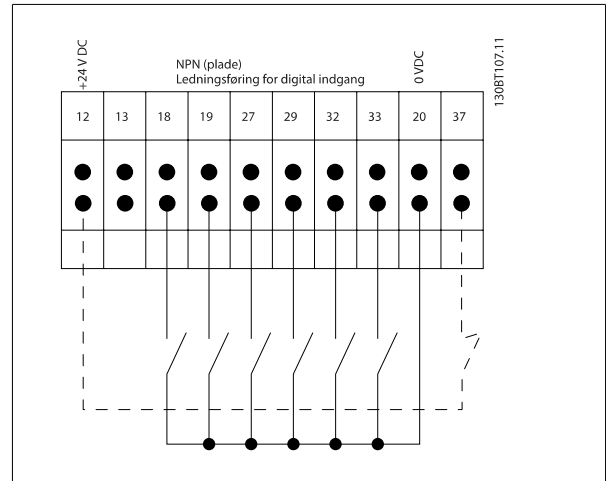 +24 V DC
NPN (plade)
Ledningsføring for digital indgang
0 VDC
130BT107.11
12 13 18 19 27 29 32 33 20 37